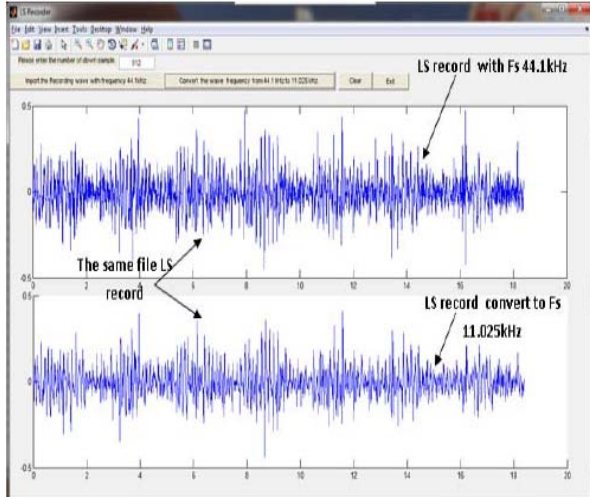 LS Recorder
File Edit View Insert Tools Desktop Window Help
Please enter the number of down sample 512
Import the Recording wave with frequency 44.1kHz Convert the wave frequency from 44.1 kHz to 11.025kHz Clear Exit
LS record with Fs 44.1kHz
0.5
0
-0.5
0 2 4 6 8 10 12 14 16 18 20
The same file LS
record
LS record convert to Fs
11.025kHz
0.5
0
-0.5
0 2 4 6 8 10 12 14 16 18 20